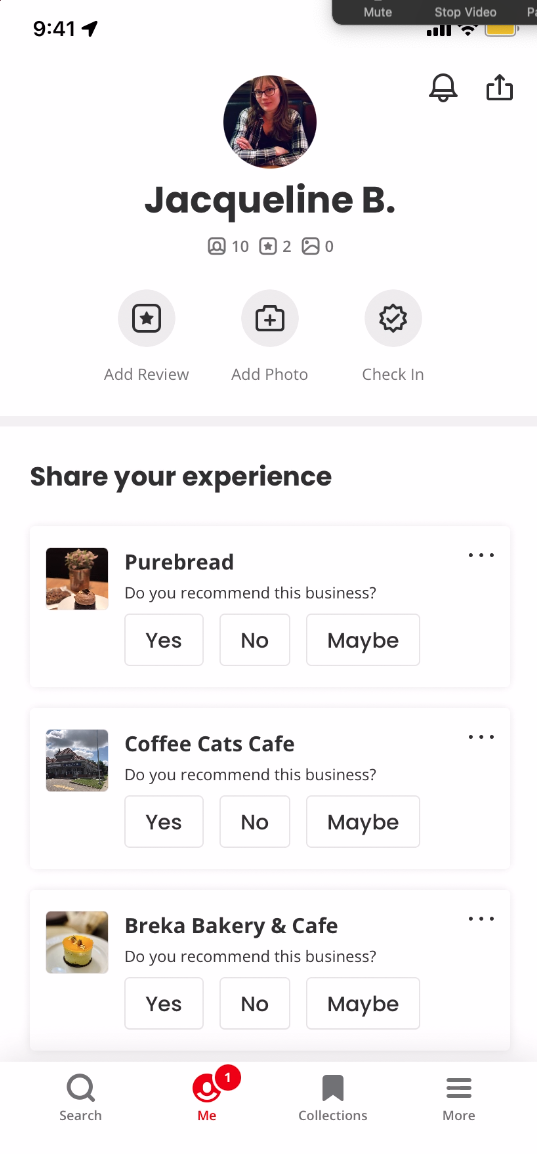 Mute Stop Video
9:41
Jacqueline B.
10 2 0
Add Review Add Photo Check In
Share your experience
Purebread
Do you recommend this business?
Yes No Maybe
Coffee Cats Cafe
Do you recommend this business?
Yes No Maybe
Breka Bakery & Cafe
Do you recommend this business?
Yes No Maybe
1
Search Me Collections More